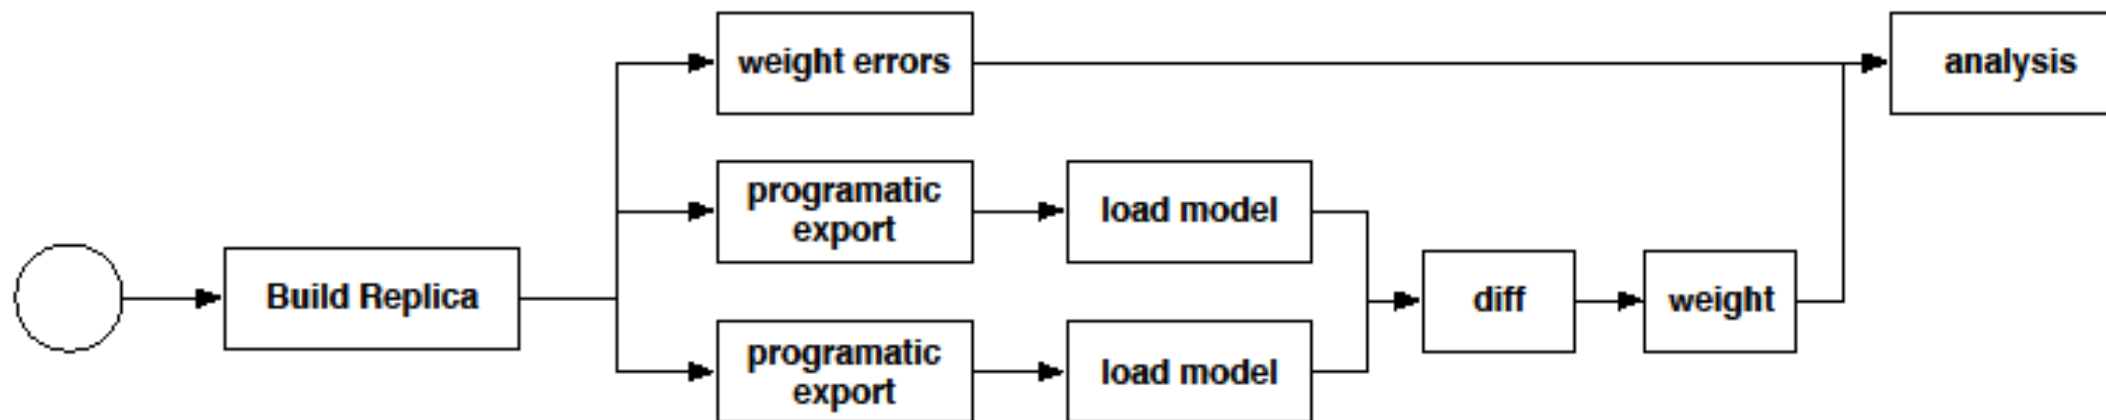 weight errors
analysis
programatic
export
load model
Build Replica
diff
weight
programatic
export
load model